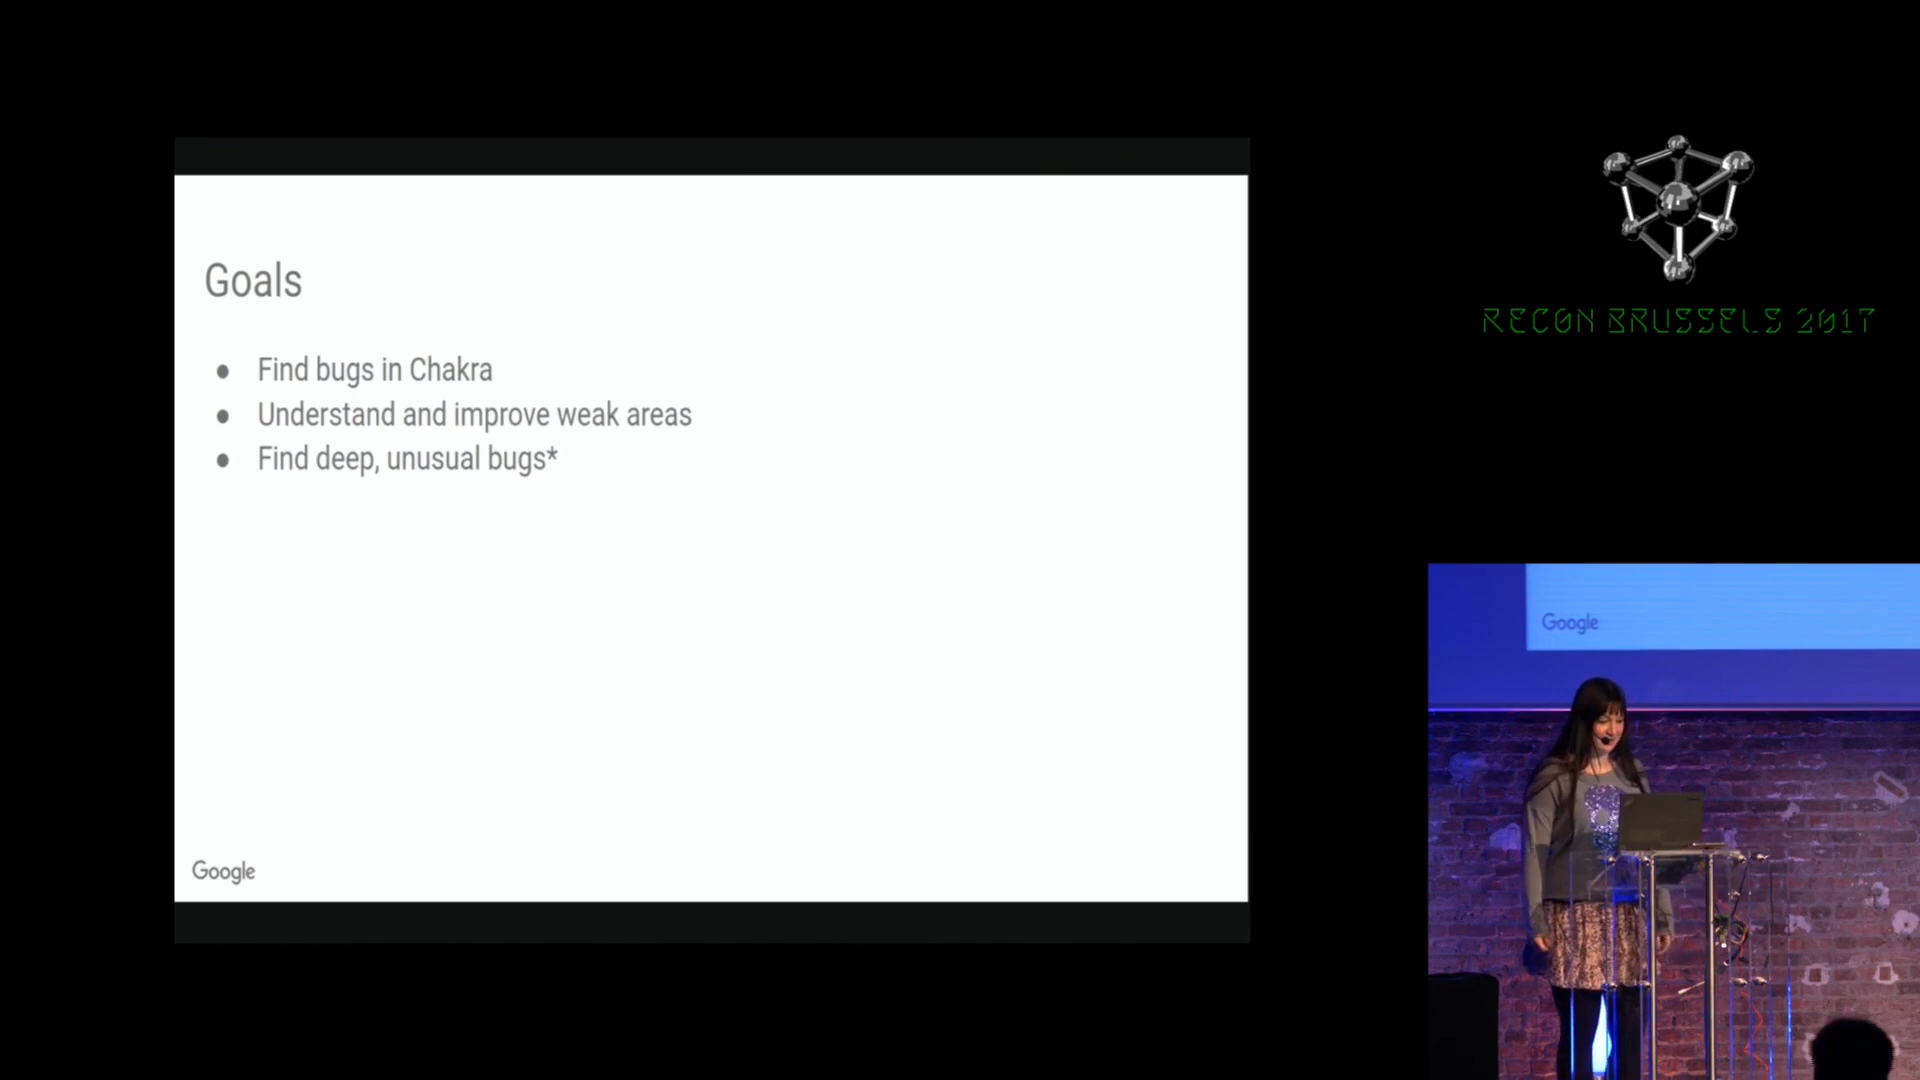 Goals
● Find bugs in Chakra
● Understand and improve weak areas
● Find deep, unusual bugs*
Google
RECON BRUSSELS 2017
Google